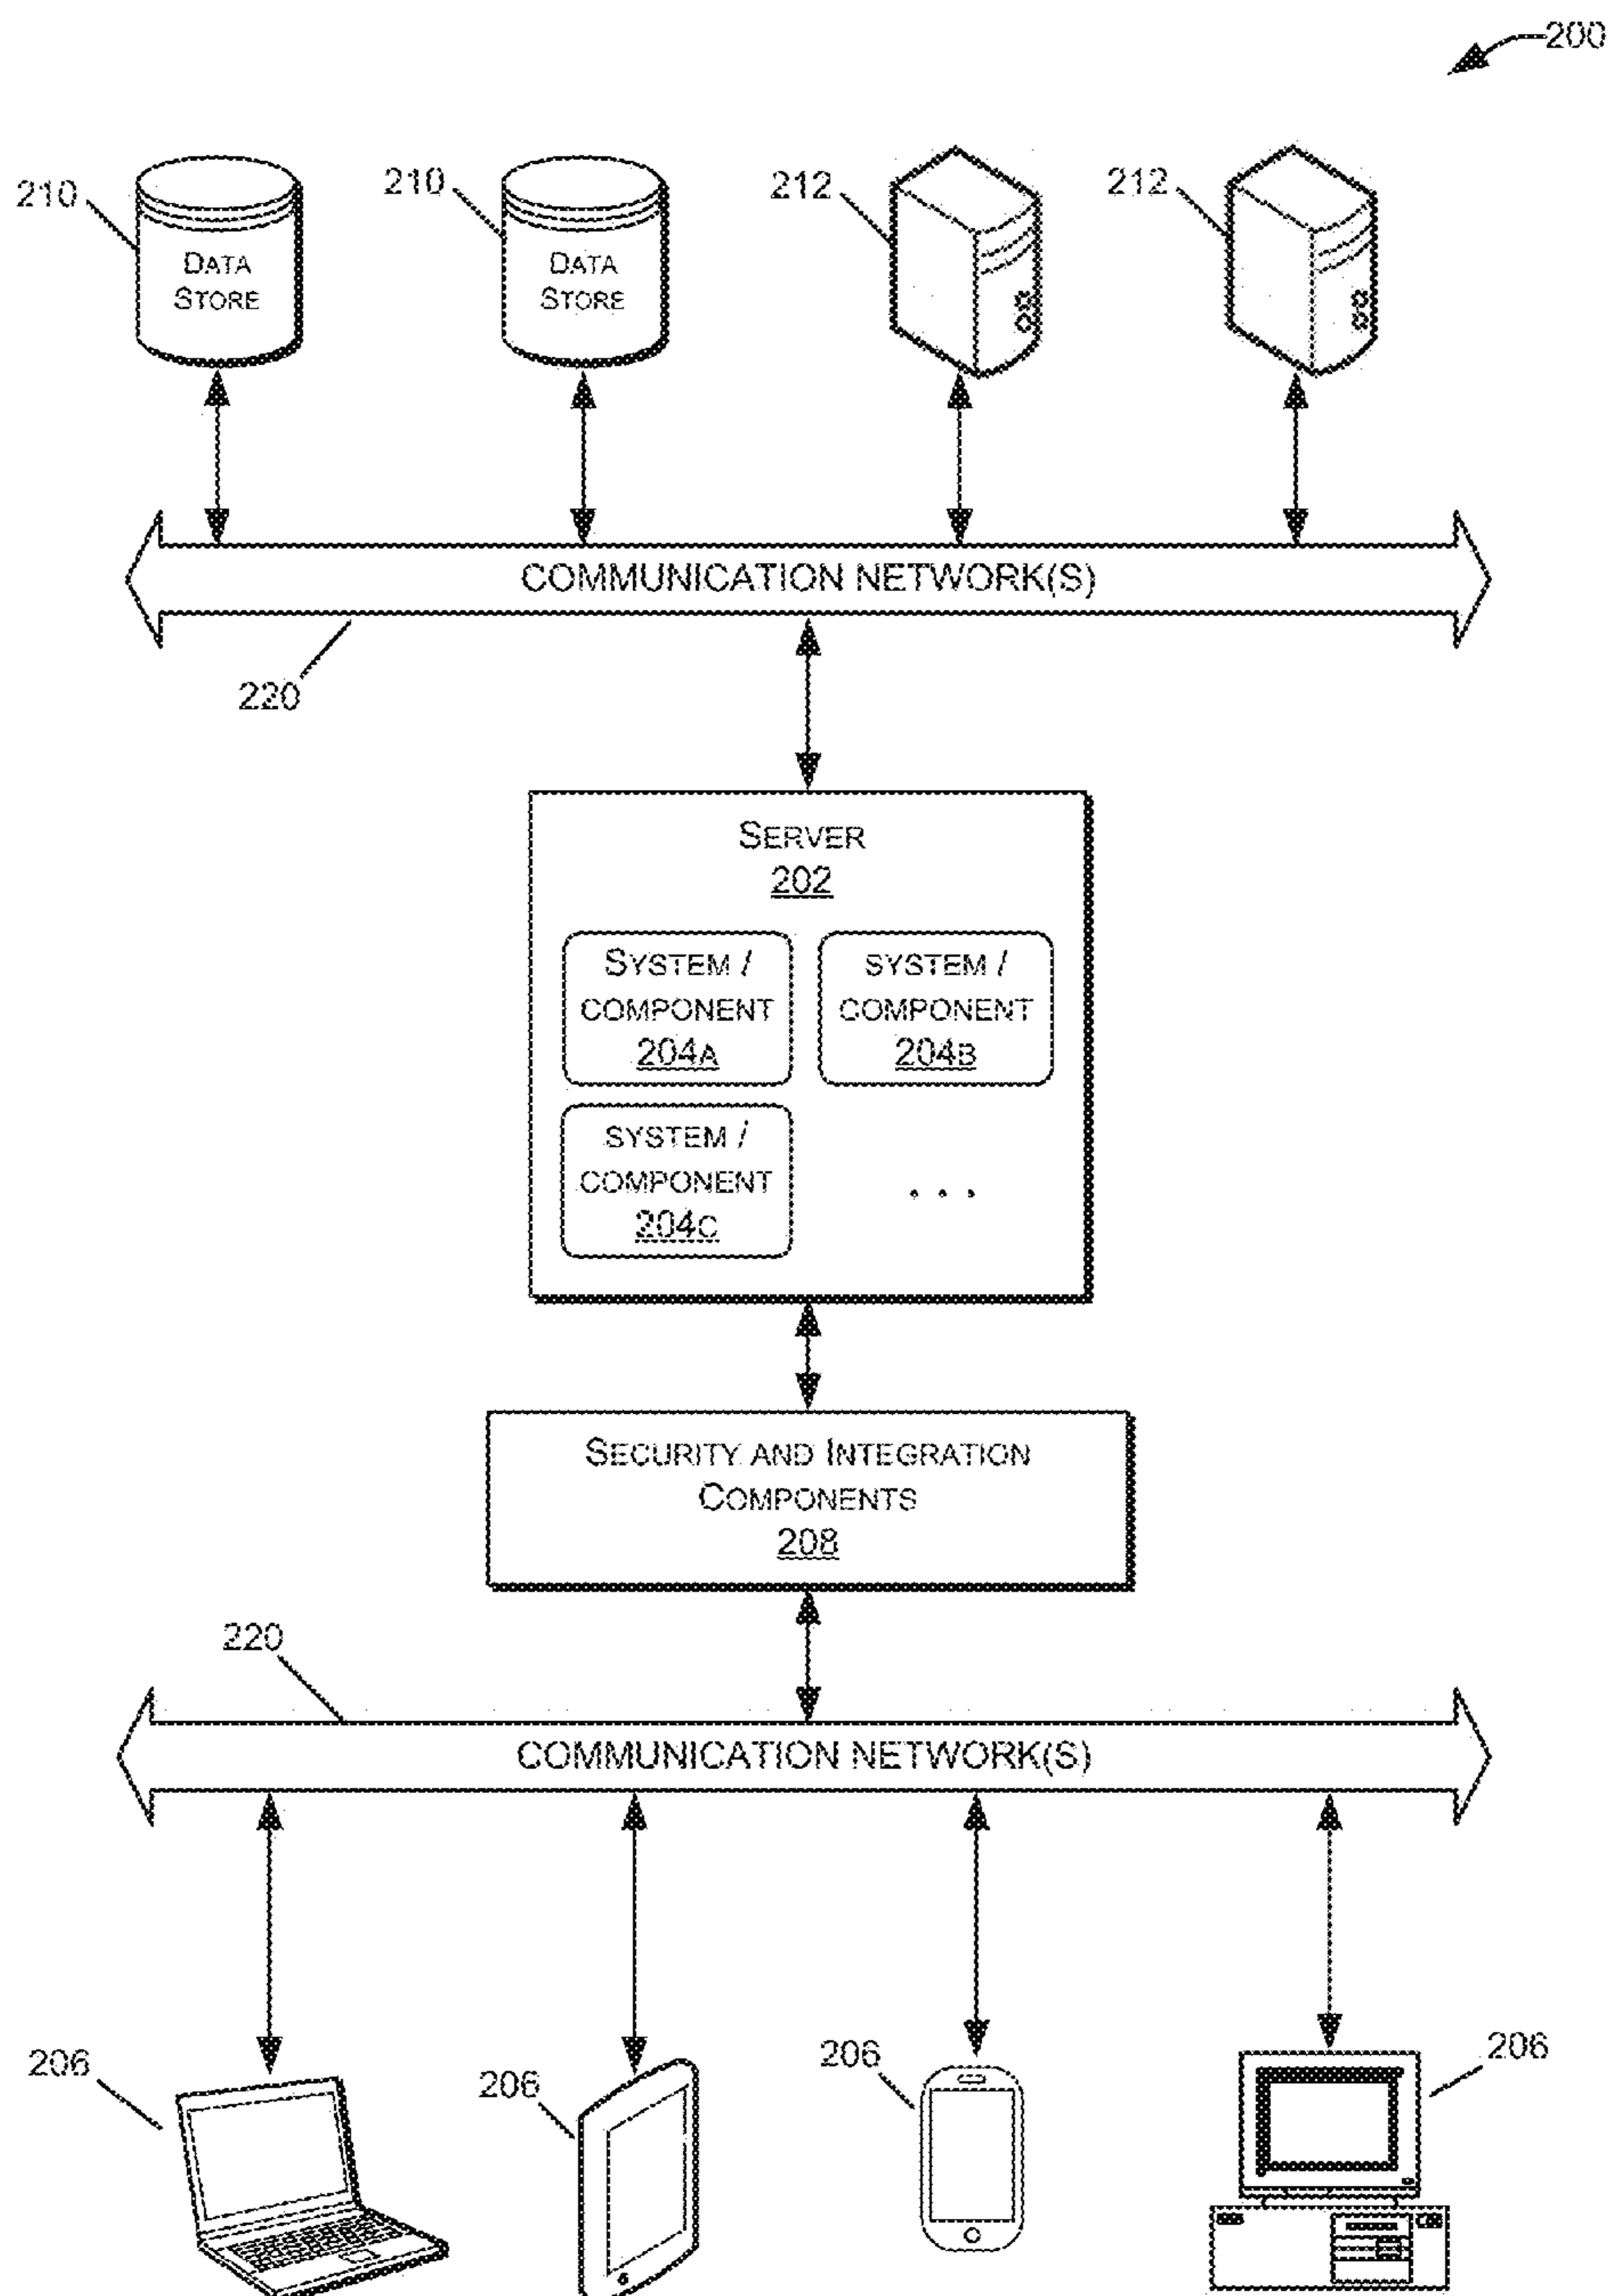 200
210
210
212
212
DATA
STORE
DATA
STORE
COMMUNICATION NETWORK(S)
220
SERVER
202
SYSTEM /
COMPONENT
204A
SYSTEM /
COMPONENT
204B
SYSTEM /
COMPONENT
204C
. . .
SECURITY AND INTEGRATION
COMPONENTS
208
220
COMMUNICATION NETWORK(S)
206
206
206
206